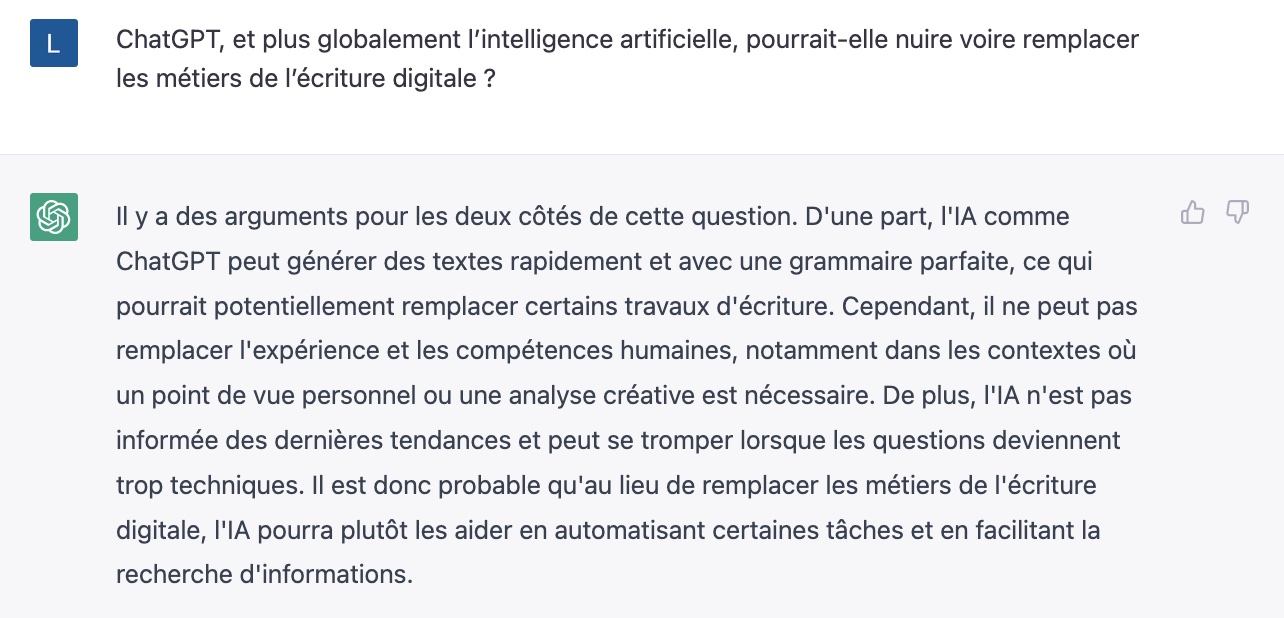 L
ChatGPT, et plus globalement l’intelligence artificielle, pourrait-elle nuire voire remplacer
les métiers de l’écriture digitale ?
Il y a des arguments pour les deux côtés de cette question. D'une part, l'IA comme
ChatGPT peut générer des textes rapidement et avec une grammaire parfaite, ce qui
pourrait potentiellement remplacer certains travaux d'écriture. Cependant, il ne peut pas
remplacer l'expérience et les compétences humaines, notamment dans les contextes où
un point de vue personnel ou une analyse créative est nécessaire. De plus, l'IA n'est pas
informée des dernières tendances et peut se tromper lorsque les questions deviennent
trop techniques. Il est donc probable qu'au lieu de remplacer les métiers de l'écriture
digitale, l'IA pourra plutôt les aider en automatisant certaines tâches et en facilitant la
recherche d'informations.